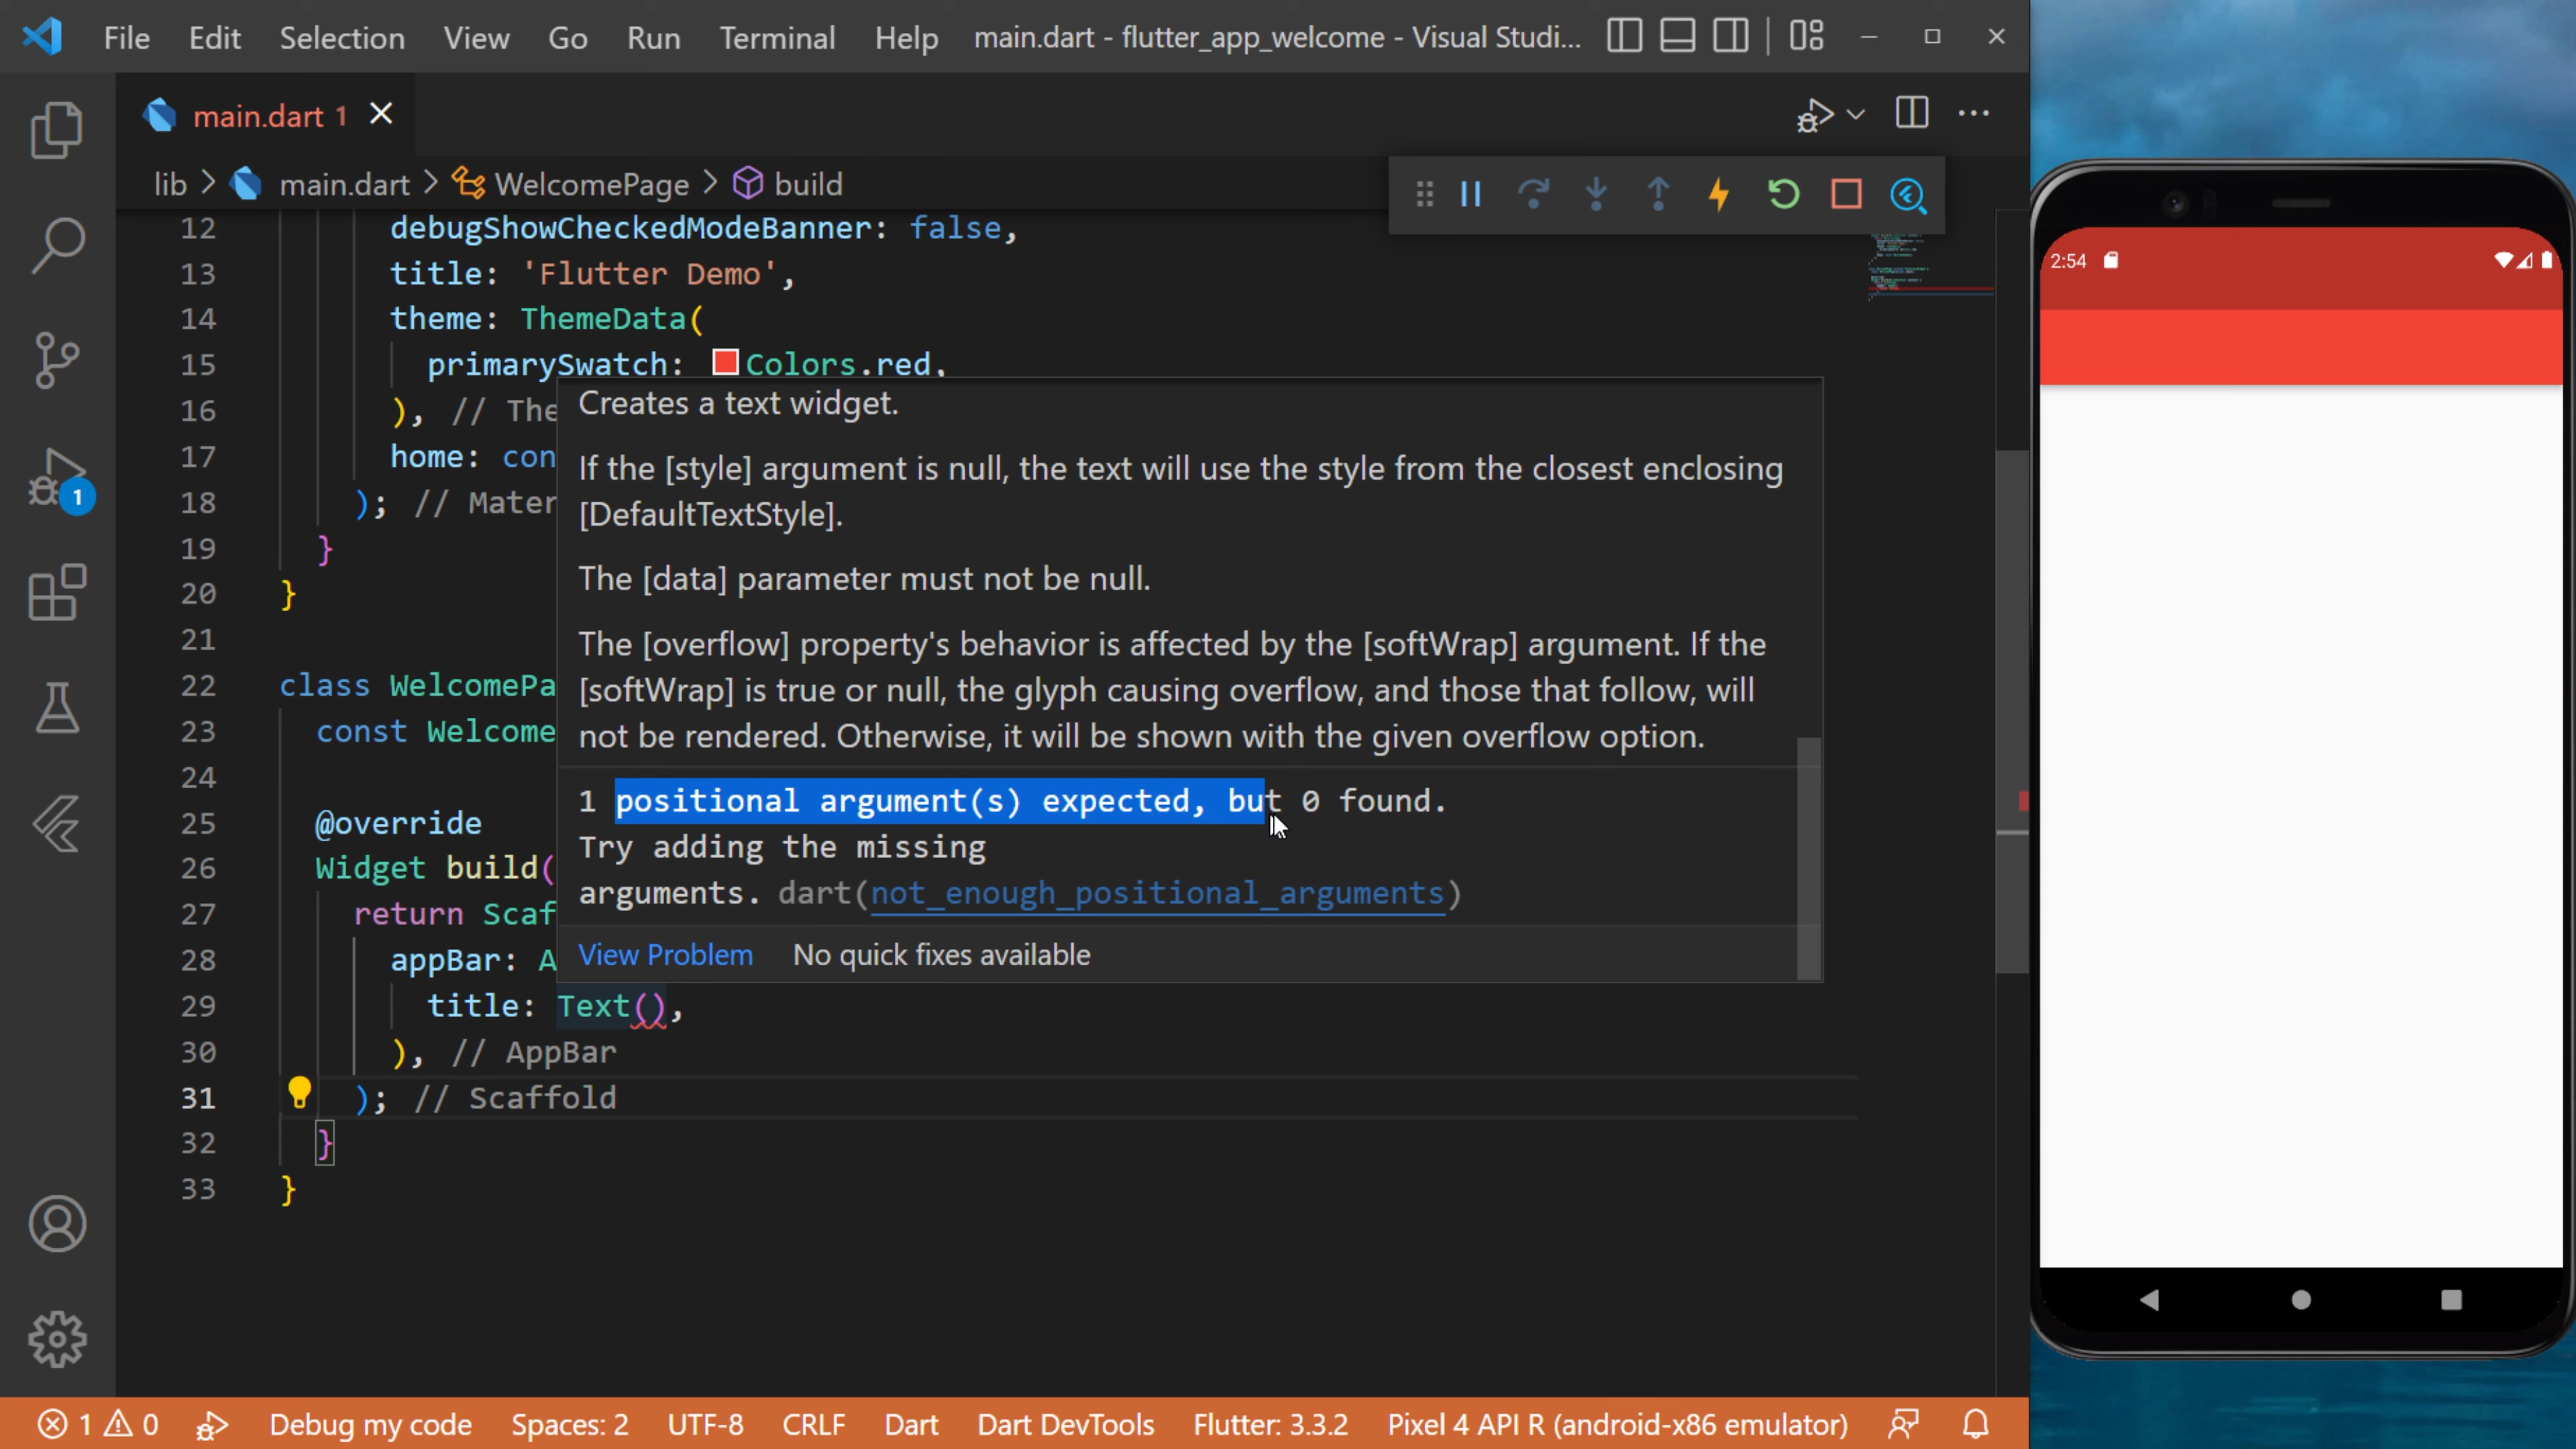 File Edit Selection View Go Run Terminal Help main.dart - flutter_app_welcome - Visual Studi...
main.dart 1
lib > main.dart > WelcomePage > build
12 debugShowCheckedModeBanner: false,
13 title: 'Flutter Demo',
14 theme: ThemeData(
15 primarySwatch: Colors.red,
16 ), // The
17 home: con
18 ); // Mater
19 }
20 }
21
22 class WelcomePa
23 const Welcome
24
25 @override
26 Widget build(
27 return Scaf
28 appBar: A
Creates a text widget.
If the [style] argument is null, the text will use the style from the closest enclosing
[DefaultTextStyle].
The [data] parameter must not be null.
The [overflow] property's behavior is affected by the [softWrap] argument. If the
[softWrap] is true or null, the glyph causing overflow, and those that follow, will
not be rendered. Otherwise, it will be shown with the given overflow option.
1 positional argument(s) expected, but 0 found.
Try adding the missing
arguments. dart(not_enough_positional_arguments)
View Problem No quick fixes available
29 title: Text(),
30 ), // AppBar
31 ); // Scaffold
32 }
33 }
1
1 0 Debug my code Spaces: 2 UTF-8 CRLF Dart Dart DevTools Flutter: 3.3.2 Pixel 4 API R (android-x86 emulator)
2:54